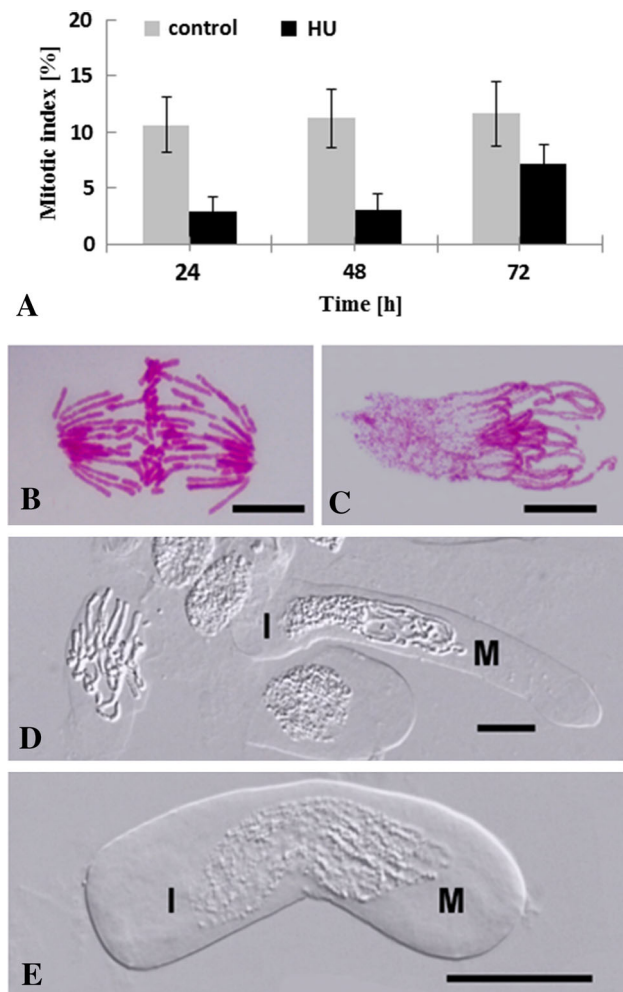 20
15
10
5
0
Mitotic index [%]
control HU
24 48 72
Time [h]
A
B
C
I M
D
I M
E